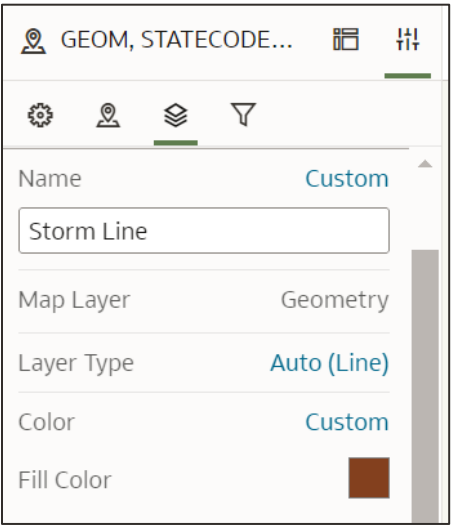 GEOM, STATECODE...
Name Custom
Storm Line
Map Layer Geometry
Layer Type Auto (Line)
Color Custom
Fill Color